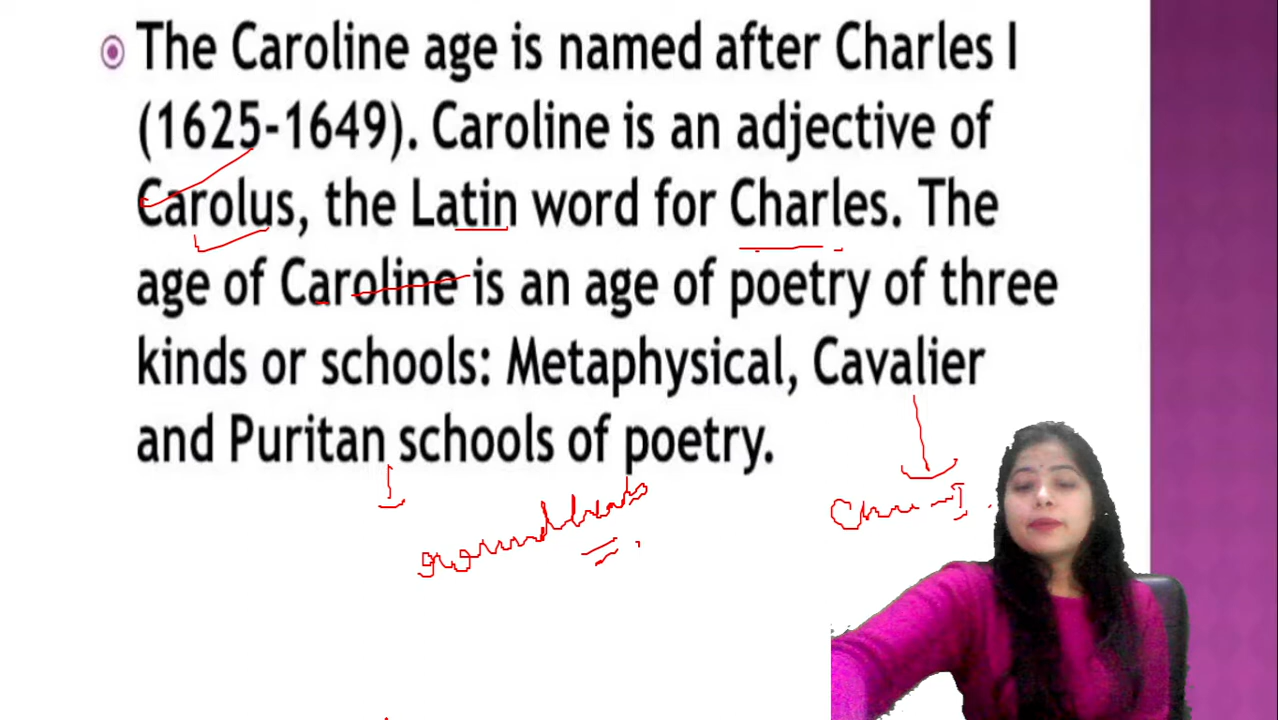 The Caroline age is named after Charles I
(1625-1649). Caroline is an adjective of
Carolus, the Latin word for Charles. The
age of Caroline is an age of poetry of three
kinds or schools: Metaphysical, Cavalier
and Puritan schools of poetry.